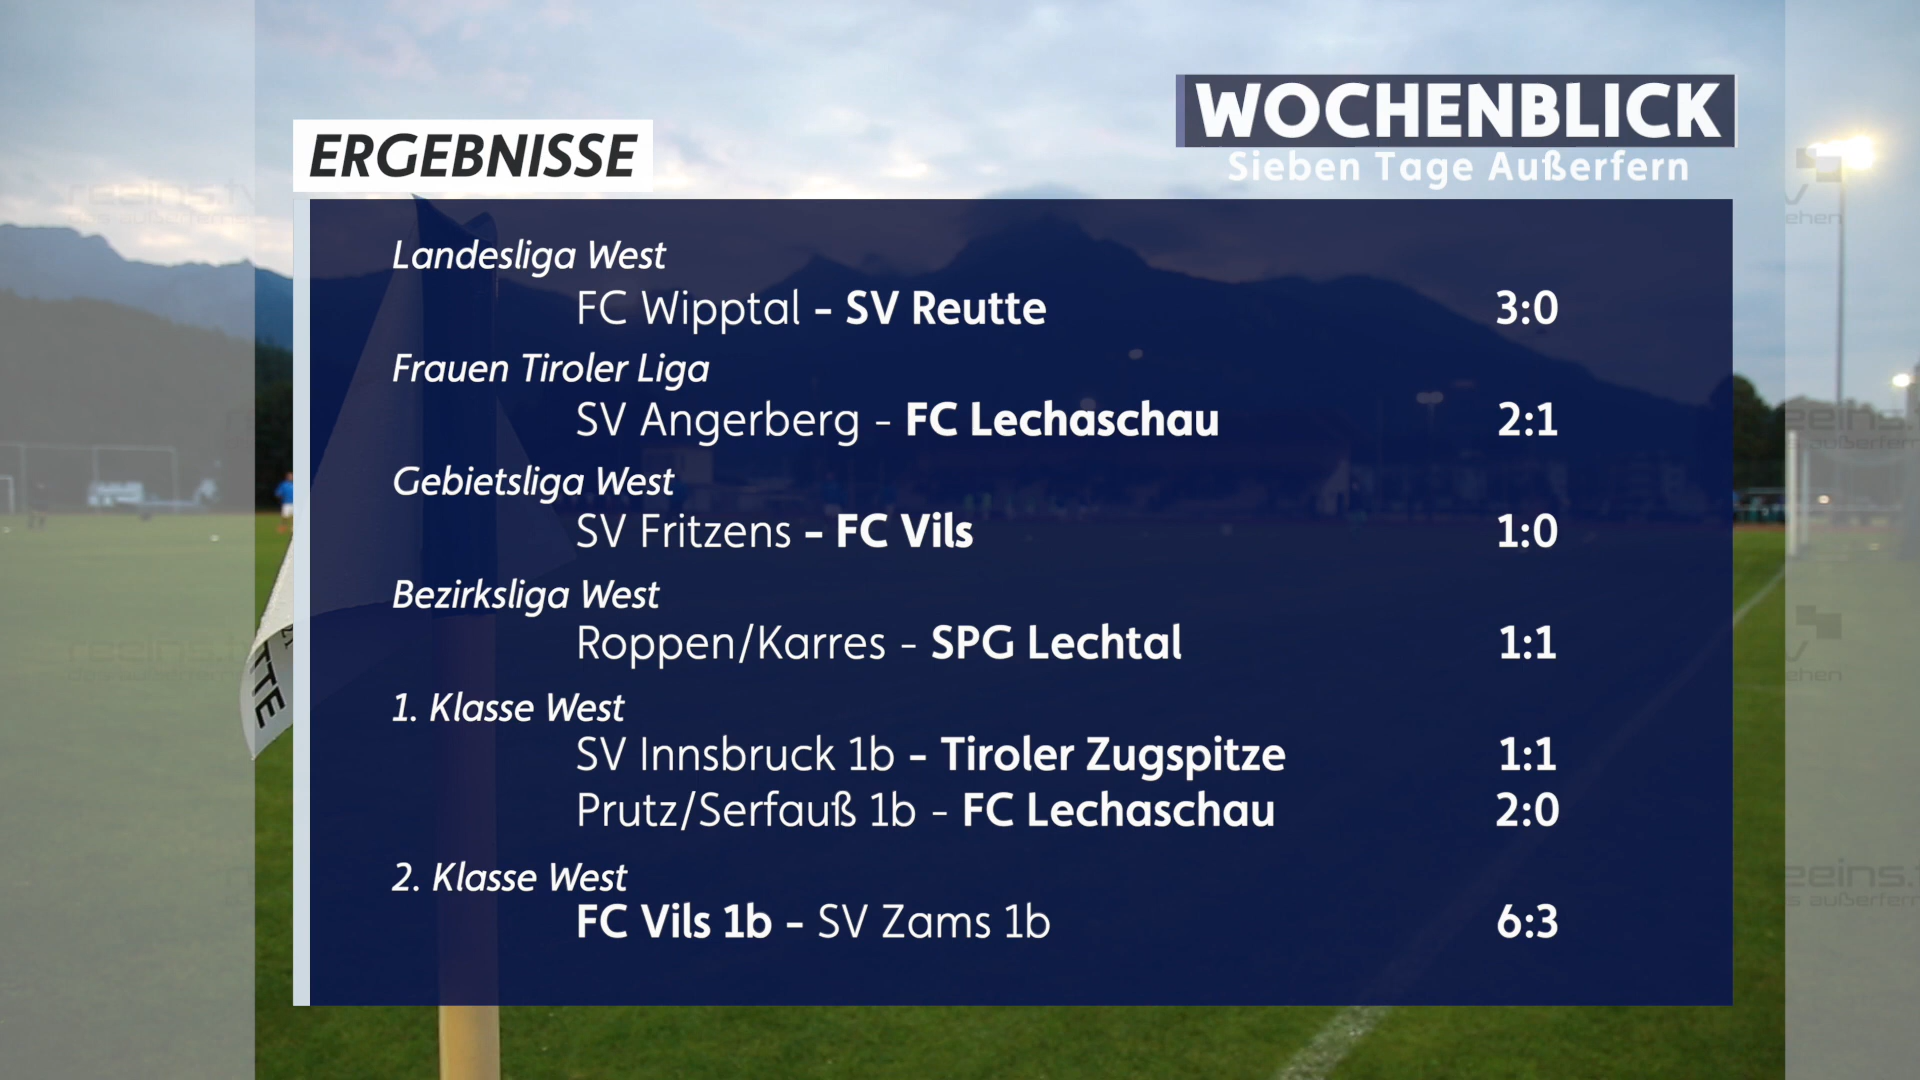 WOCHENBLICK
Sieben Tage Außerfern
ERGEBNISSE
Landesliga West
FC Wipptal - SV Reutte 3:0
Frauen Tiroler Liga
SV Angerberg - FC Lechaschau 2:1
Gebietsliga West
SV Fritzens - FC Vils 1:0
Bezirksliga West
Roppen/Karres - SPG Lechtal 1:1
1. Klasse West
SV Innsbruck 1b - Tiroler Zugspitze 1:1
Prutz/Serfauß 1b - FC Lechaschau 2:0
2. Klasse West
FC Vils 1b - SV Zams 1b 6:3